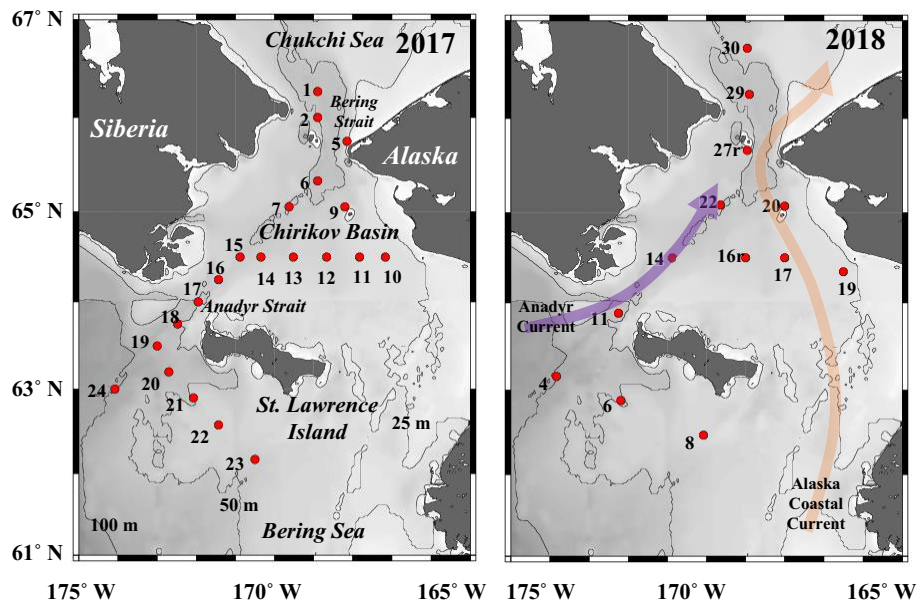 67° N
65° N
63° N
61° N
Chukchi Sea
2017
1
Bering
Strait
2
5
Siberia
Alaska
6
7
9
Chirikov Basin
15
14
13
12
11
10
16
17
Anadyr Strait
18
19
20
24
21
22
St. Lawrence
Island
25 m
23
50 m
100 m
Bering Sea
175° W
170° W
165° W
2018
30
29
27r
22
20
14
16r
17
19
Anadyr
Current
11
4
6
8
Alaska
Coastal
Current
175° W
170° W
165° W